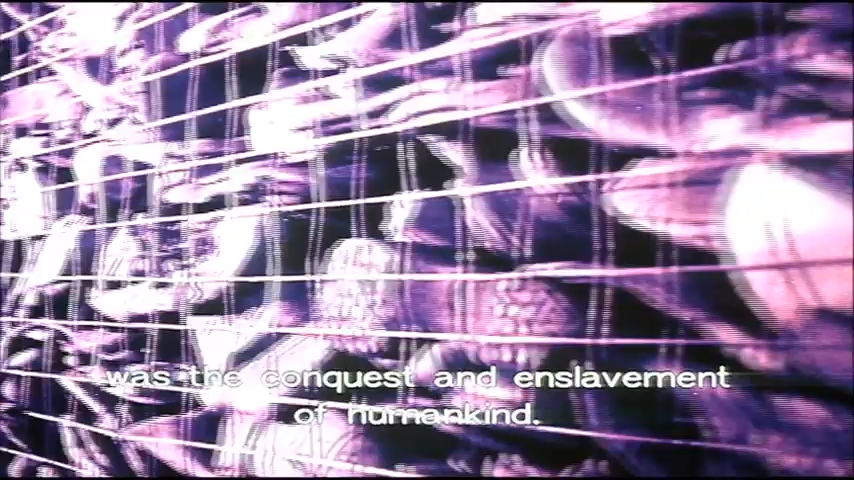 was the conquest and enslavement
of humankind.